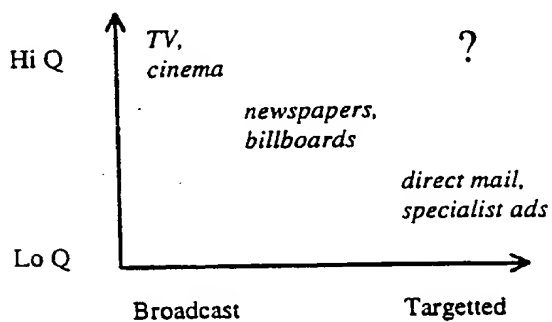 Hi Q
TV,
cinema
?
newspapers,
billboards
direct mail,
specialist ads
Lo Q
Broadcast
Targetted